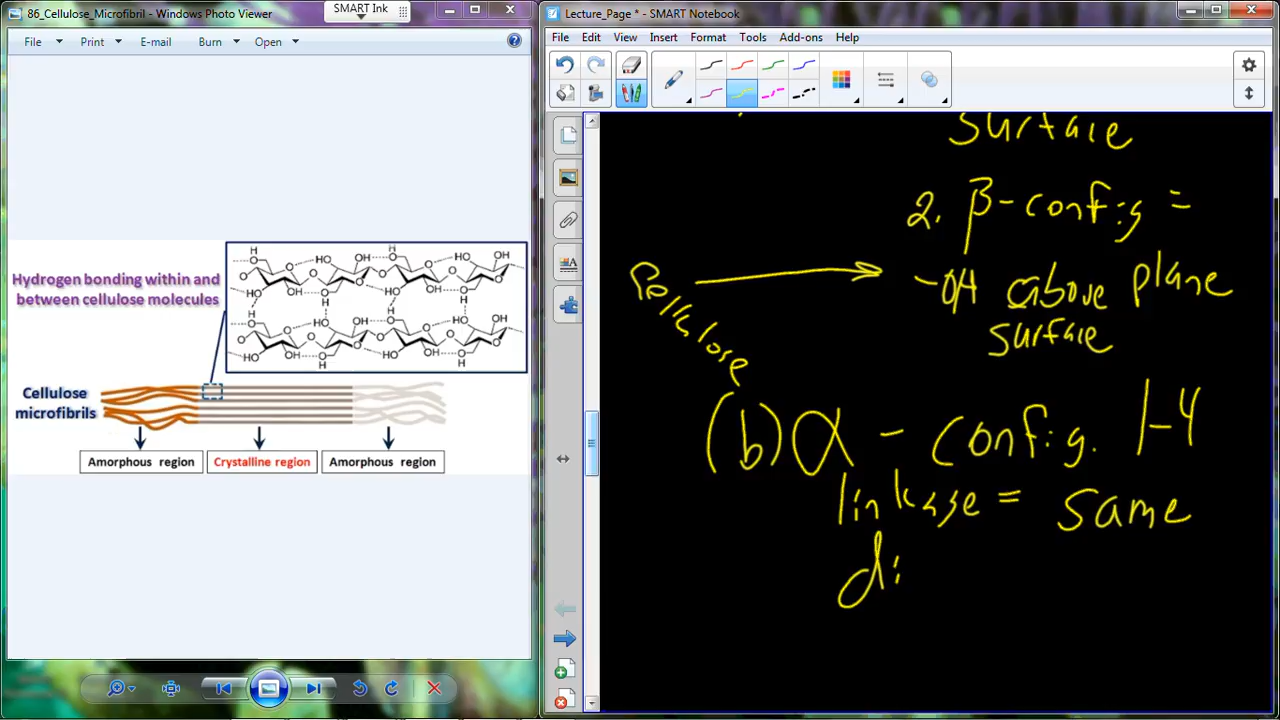 86_Cellulose_Microfibril - Windows Photo Viewer
SMART Ink
File Print E-mail Burn Open
Hydrogen bonding within and
between cellulose molecules
Cellulose
microfibrils
Amorphous region
Crystalline region
Amorphous region
Lecture_Page * - SMART Notebook
File Edit View Insert Format Tools Add-ons Help
surface
2. β-config =
-OH above plane
surface
Cellulose
(b) α - config. 1-4
linkage = same
di